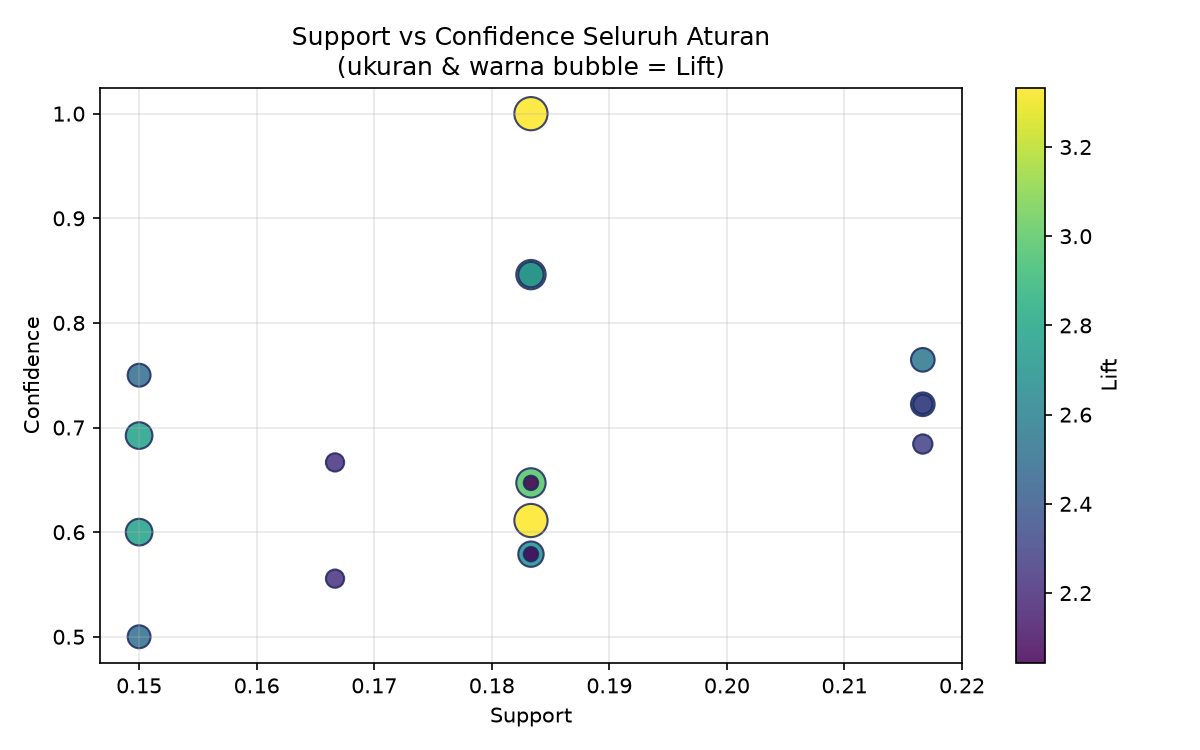 Support vs Confidence Seluruh Aturan
(ukuran & warna bubble = Lift)
1.0
0.9
0.8
0.7
0.6
0.5
Confidence
0.15 0.16 0.17 0.18 0.19 0.20 0.21 0.22
Support
3.2
3.0
2.8
2.6
2.4
2.2
Lift